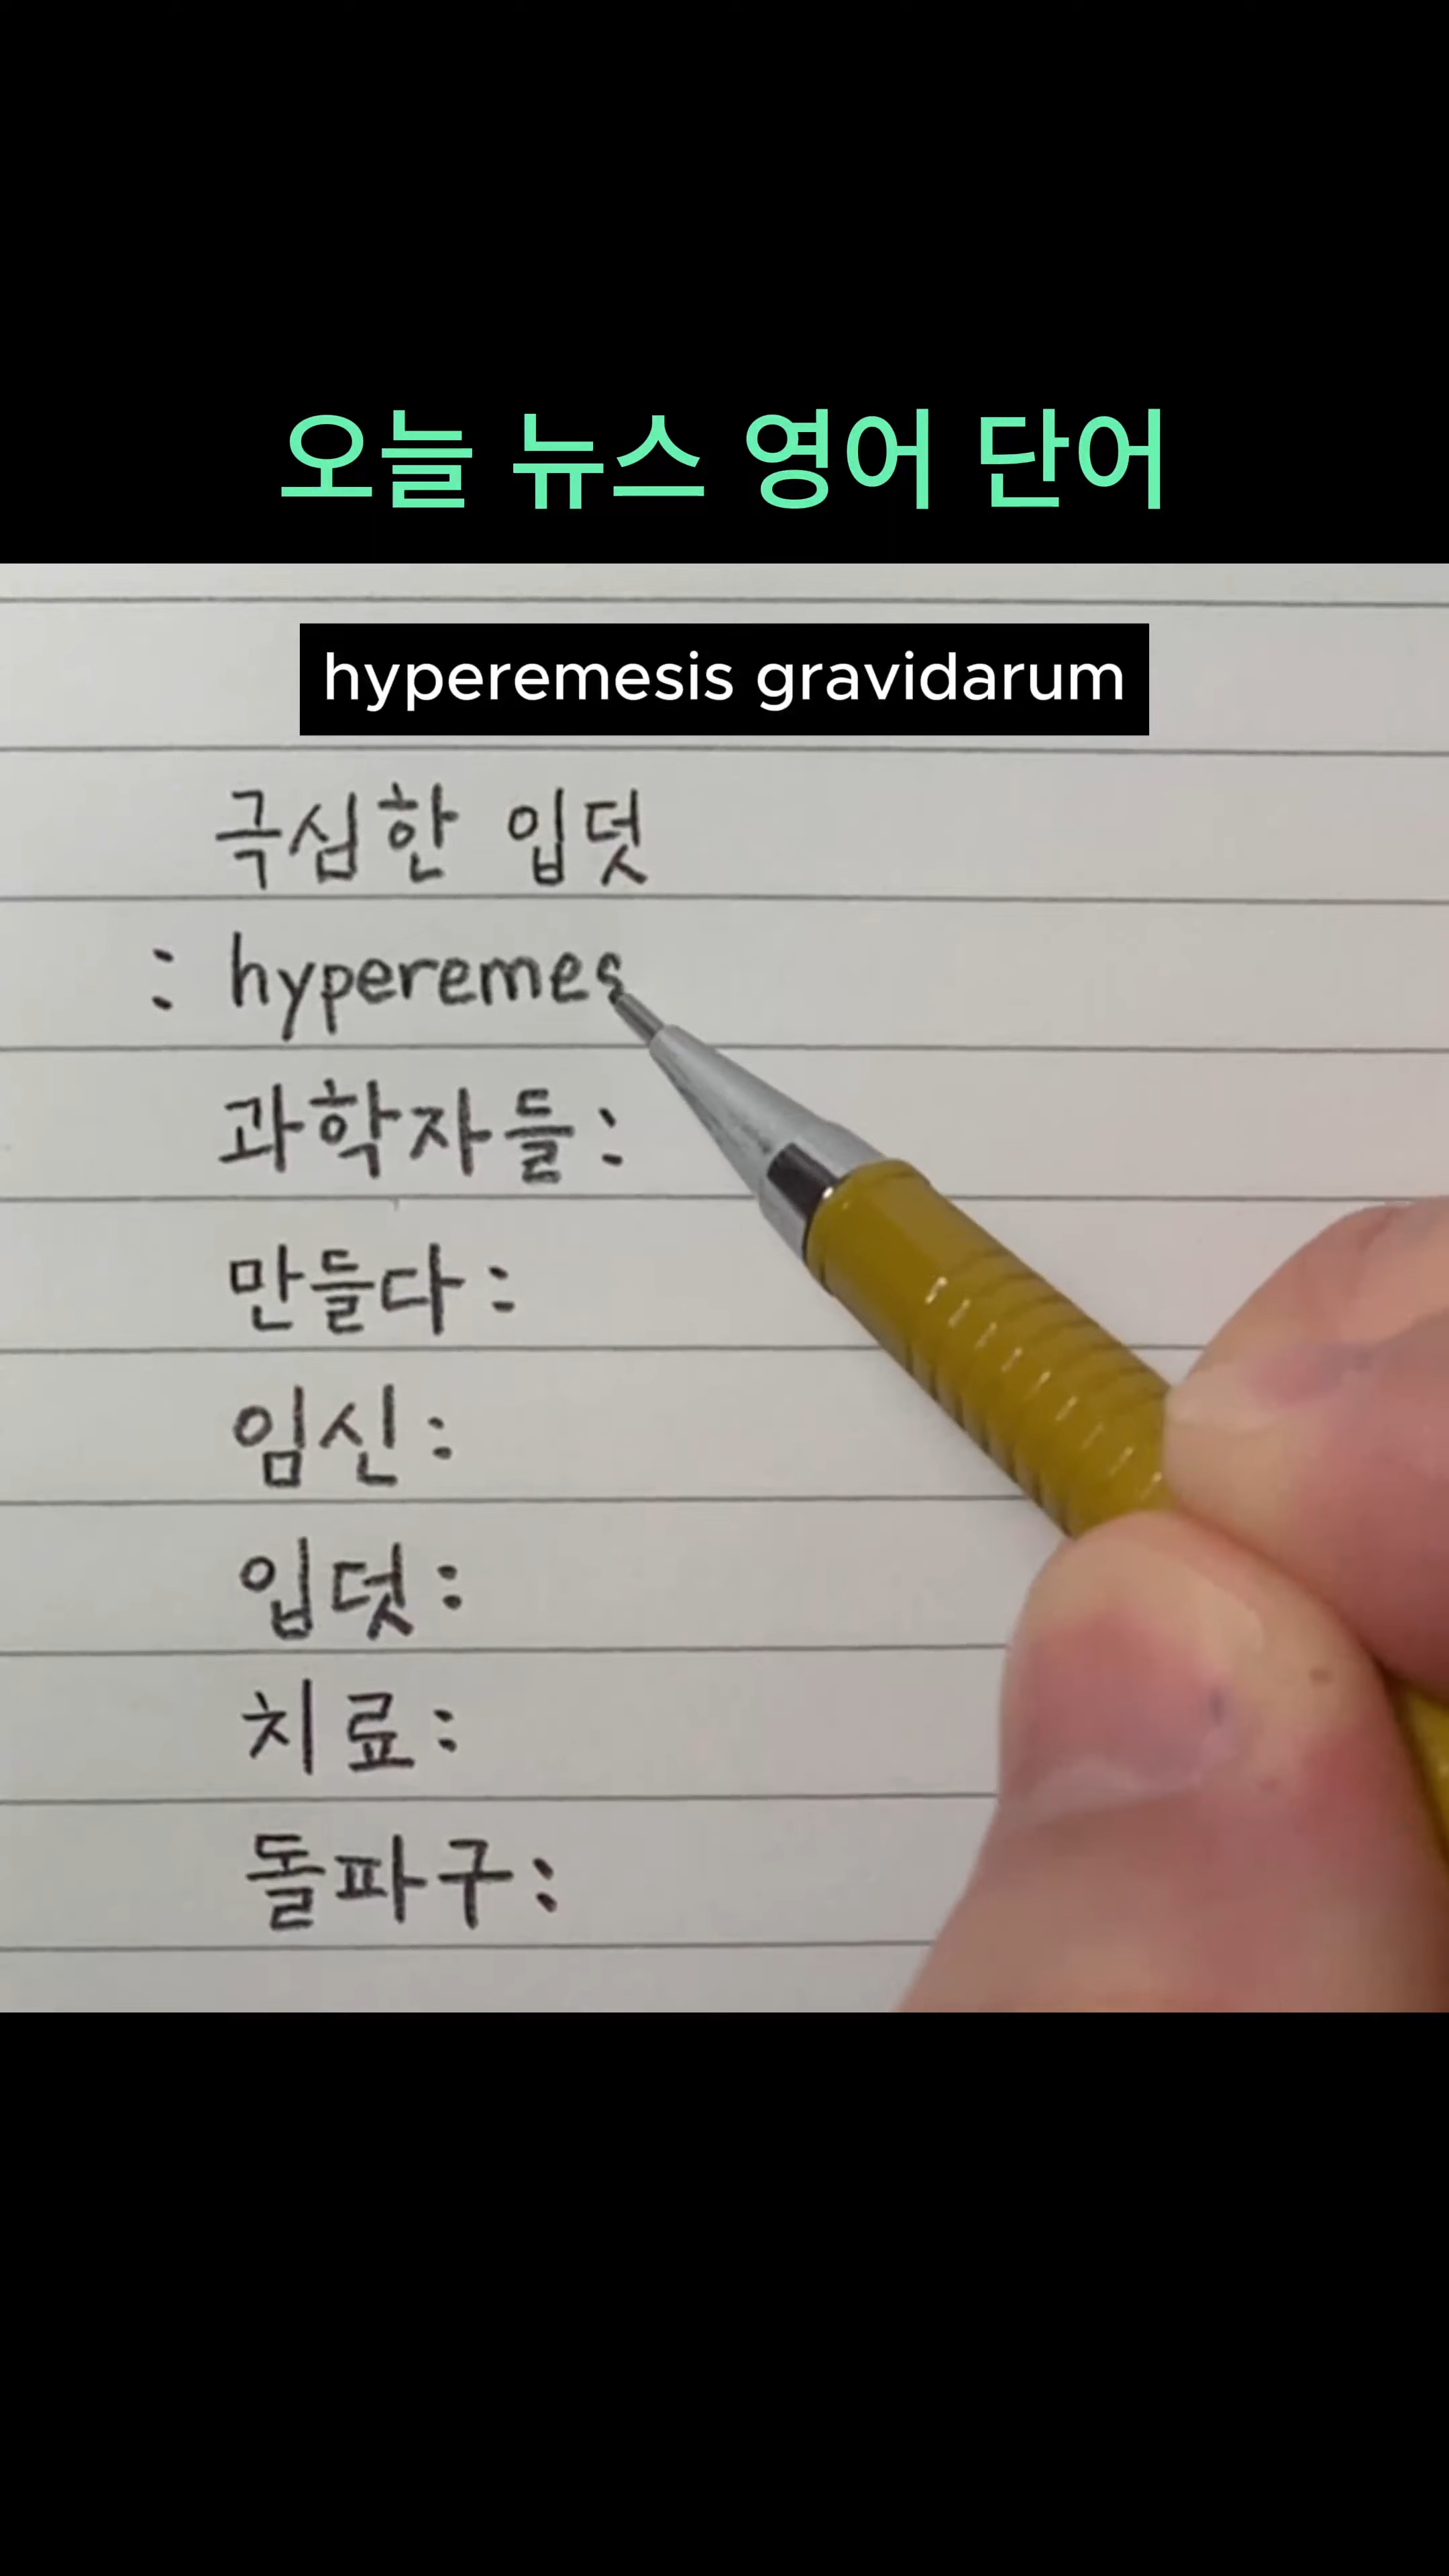 오늘 뉴스 영어 단어
hyperemesis gravidarum
극심한 입덧
: hyperemes
과학자들:
만들다:
임신:
입덧:
치료:
돌파구: